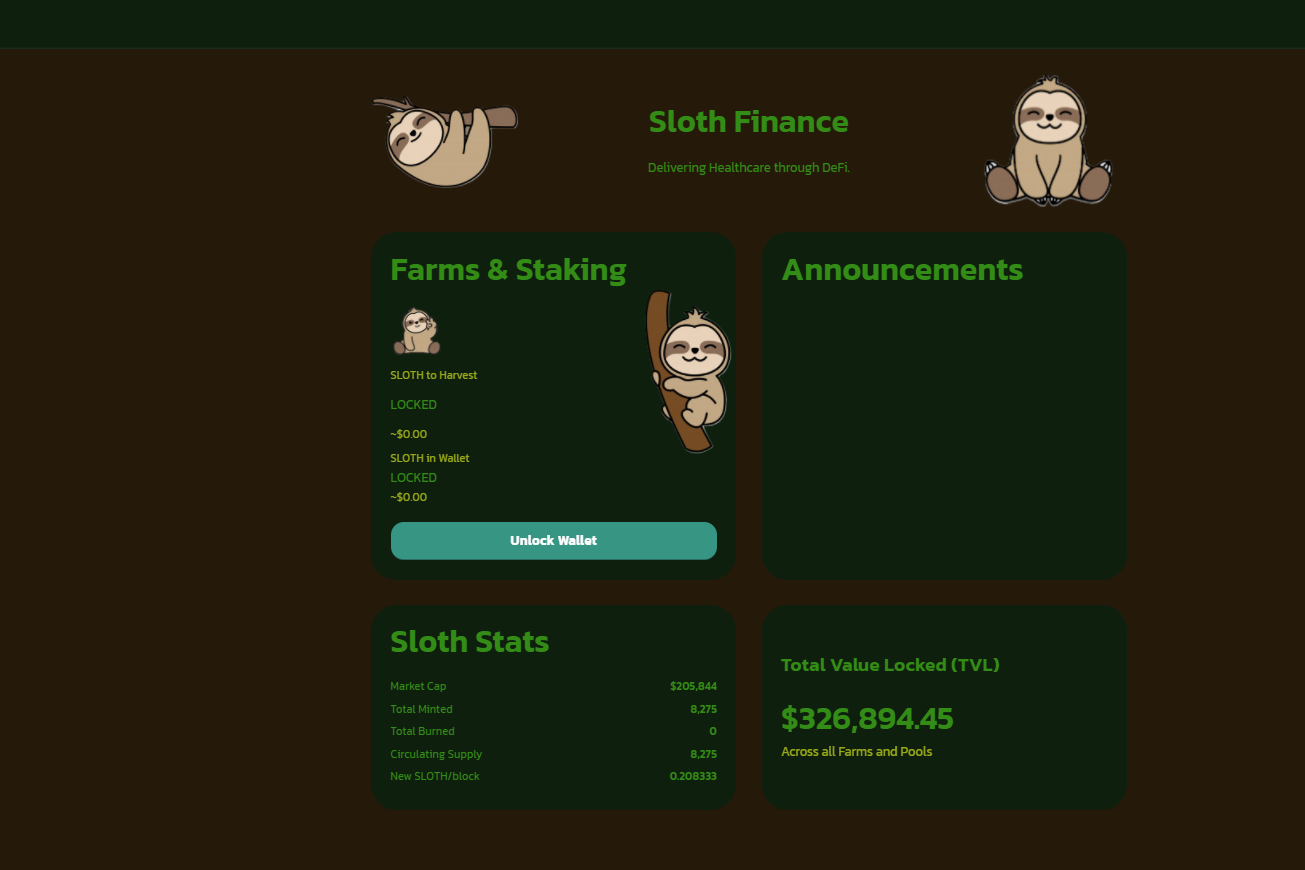 Sloth Finance
Delivering Healthcare through DeFi.
Farms & Staking
SLOTH to Harvest
LOCKED
~$0.00
SLOTH in Wallet
LOCKED
~$0.00
Unlock Wallet
Announcements
Sloth Stats
Market Cap $205,844
Total Minted 8,275
Total Burned 0
Circulating Supply 8,275
New SLOTH/block 0.208333
Total Value Locked (TVL)
$326,894.45
Across all Farms and Pools